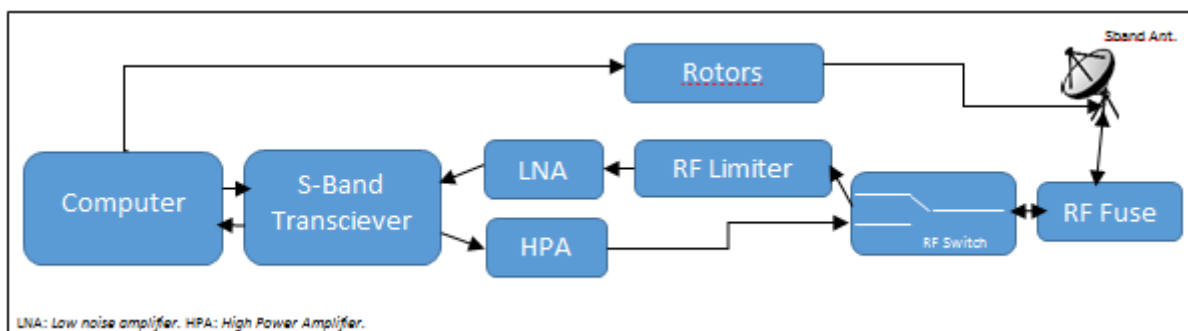 Sband Ant.
Rotors
LNA
RF Limiter
Computer
S-Band
Transciever
HPA
RF Switch
RF Fuse
LNA: Low noise amplifier. HPA: High Power Amplifier.